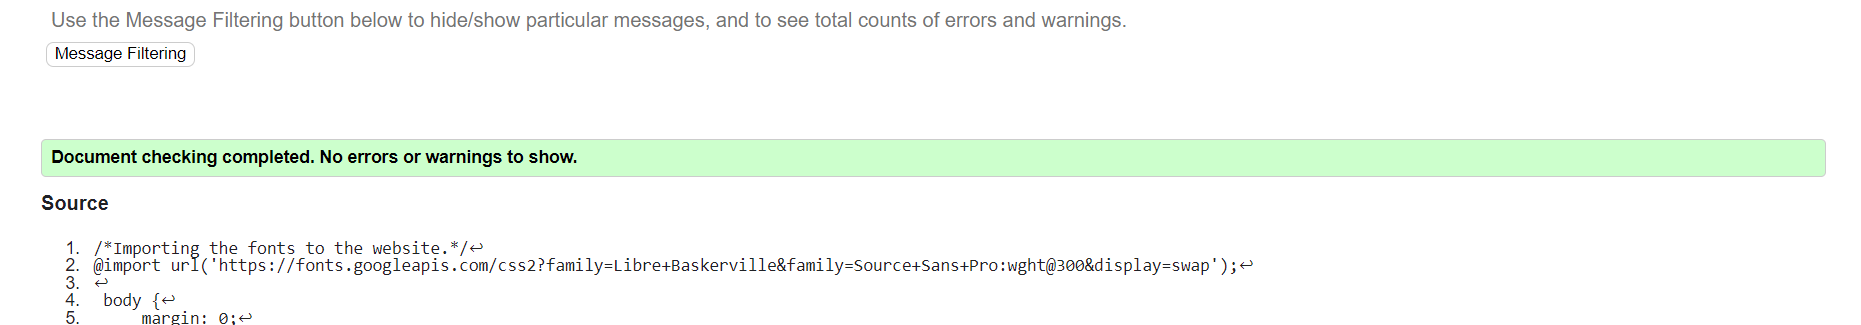 Use the Message Filtering button below to hide/show particular messages, and to see total counts of errors and warnings.
Message Filtering
Document checking completed. No errors or warnings to show.
Source
1. /*Importing the fonts to the website.*/↩
2. @import url('https://fonts.googleapis.com/css2?family=Libre+Baskerville&family=Source+Sans+Pro:wght@300&display=swap');↩
3. ↩
4.  body {↩
5.      margin: 0;↩